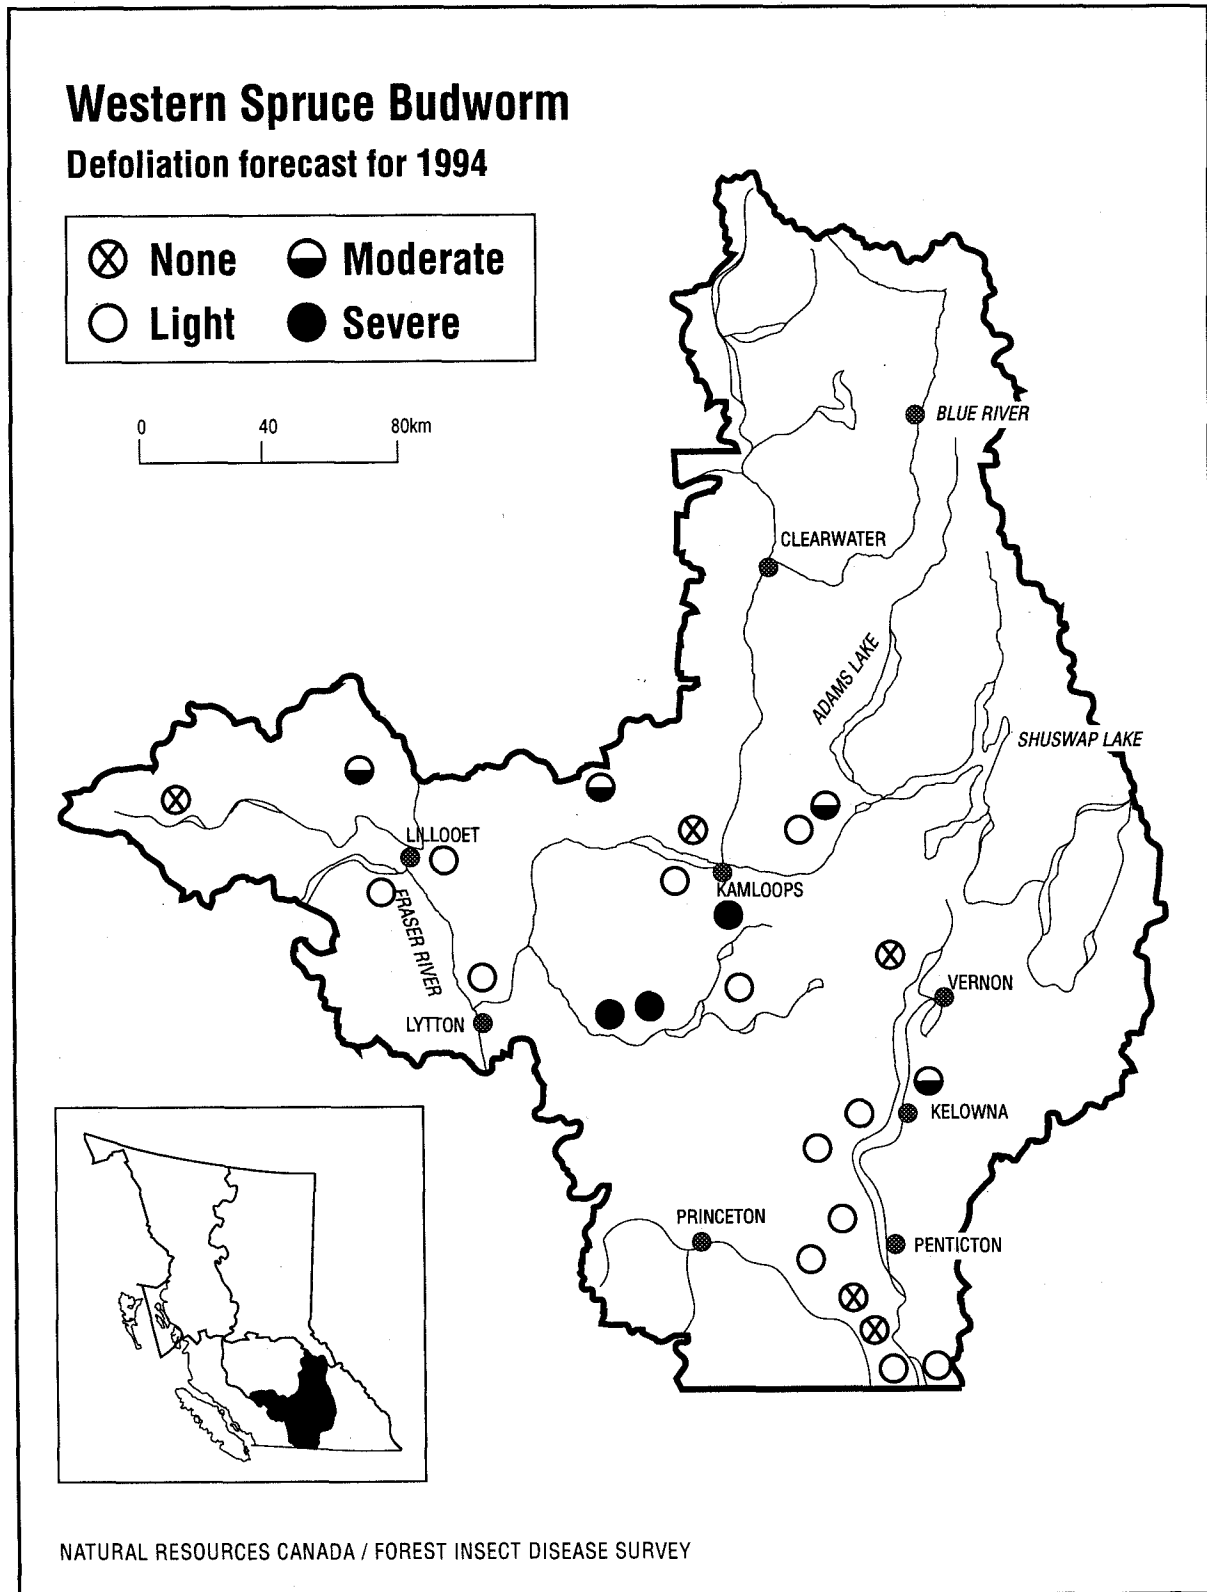 Western Spruce Budworm
Defoliation forecast for 1994
None Moderate
Light Severe
0 40 80km
BLUE RIVER
CLEARWATER
ADAMS LAKE
SHUSWAP LAKE
LILLOOET
KAMLOOPS
FRASER RIVER
VERNON
LYTTON
KELOWNA
PRINCETON
PENTICTON
NATURAL RESOURCES CANADA / FOREST INSECT DISEASE SURVEY